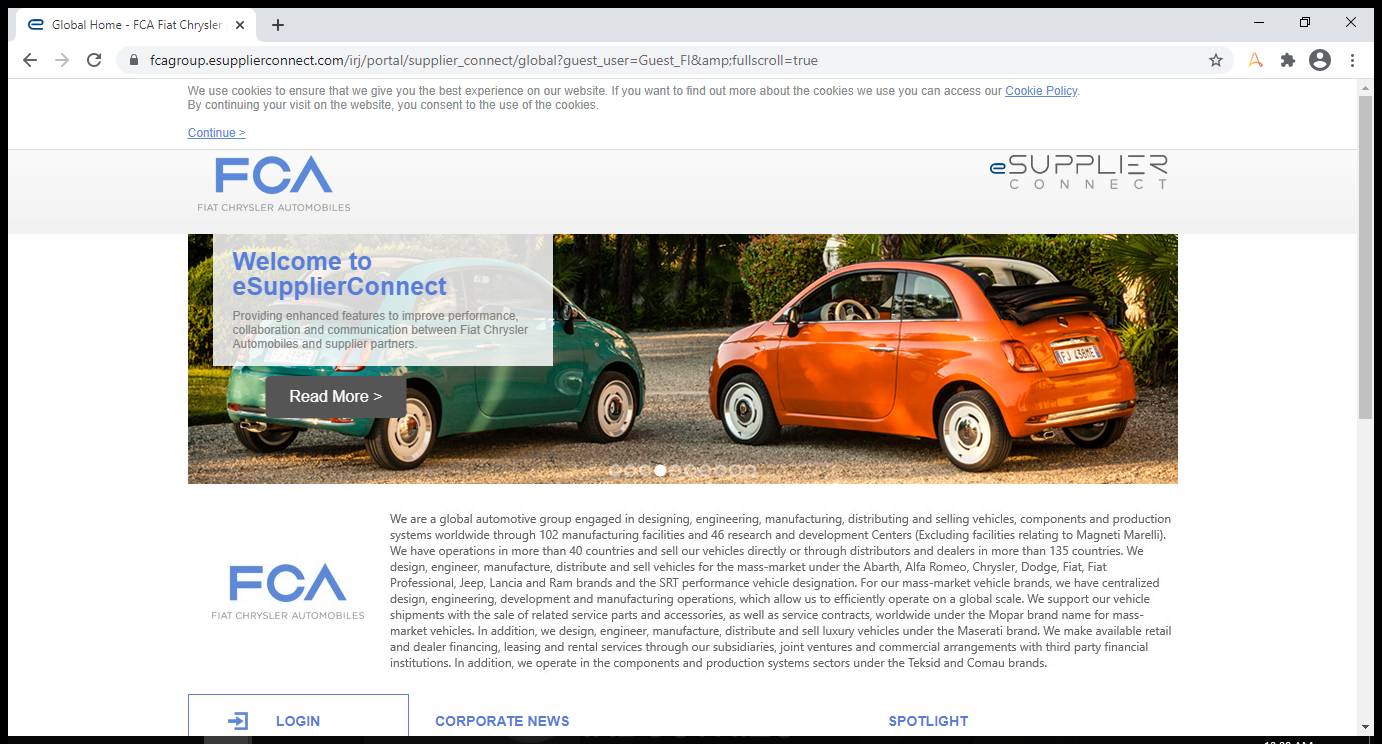 Global Home - FCA Fiat Chrysler
fcagroup.esupplierconnect.com/irj/portal/supplier_connect/global?guest_user=Guest_FI&amp;fullscroll=true
We use cookies to ensure that we give you the best experience on our website. If you want to find out more about the cookies we use you can access our Cookie Policy.
By continuing your visit on the website, you consent to the use of the cookies.
Continue >
FCA
FIAT CHRYSLER AUTOMOBILES
eSUPPLIER
CONNECT
Welcome to
eSupplierConnect
Providing enhanced features to improve performance,
collaboration and communication between Fiat Chrysler
Automobiles and supplier partners.
Read More >
FJ 438ME
We are a global automotive group engaged in designing, engineering, manufacturing, distributing and selling vehicles, components and production
systems worldwide through 102 manufacturing facilities and 46 research and development Centers (Excluding facilities relating to Magneti Marelli).
We have operations in more than 40 countries and sell our vehicles directly or through distributors and dealers in more than 135 countries. We
design, engineer, manufacture, distribute and sell vehicles for the mass-market under the Abarth, Alfa Romeo, Chrysler, Dodge, Fiat, Fiat
Professional, Jeep, Lancia and Ram brands and the SRT performance vehicle designation. For our mass-market vehicle brands, we have centralized
design, engineering, development and manufacturing operations, which allow us to efficiently operate on a global scale. We support our vehicle
shipments with the sale of related service parts and accessories, as well as service contracts, worldwide under the Mopar brand name for mass-
market vehicles. In addition, we design, engineer, manufacture, distribute and sell luxury vehicles under the Maserati brand. We make available retail
and dealer financing, leasing and rental services through our subsidiaries, joint ventures and commercial arrangements with third party financial
institutions. In addition, we operate in the components and production systems sectors under the Teksid and Comau brands.
FCA
FIAT CHRYSLER AUTOMOBILES
LOGIN
CORPORATE NEWS
SPOTLIGHT